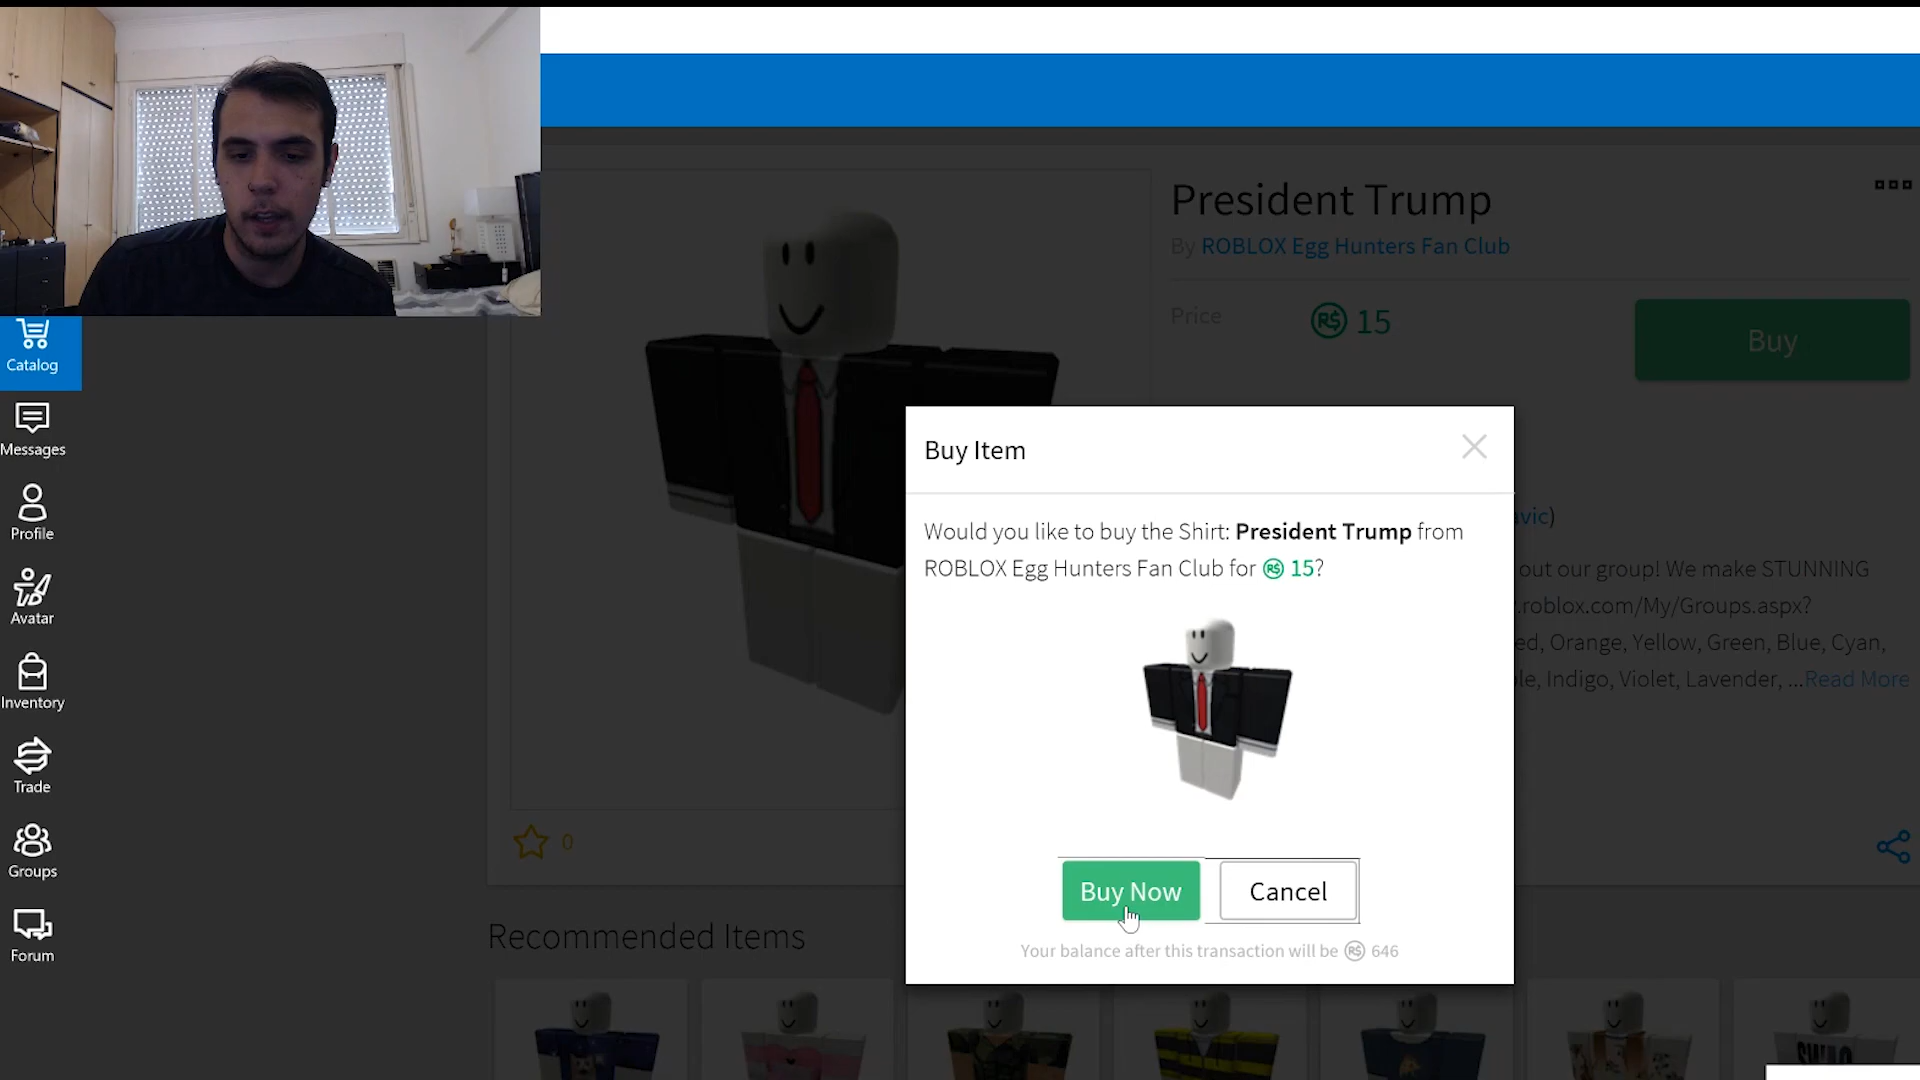 President Trump
By ROBLOX Egg Hunters Fan Club
Price
R$ 15
Buy
Catalog
Messages
Profile
Avatar
Inventory
Trade
Groups
Forum
Buy Item
Would you like to buy the Shirt: President Trump from
ROBLOX Egg Hunters Fan Club for R$ 15?
Buy Now
Cancel
Your balance after this transaction will be R$ 646
out our group! We make STUNNING
.roblox.com/My/Groups.aspx?
Orange, Yellow, Green, Blue, Cyan,
Indigo, Violet, Lavender, ...Read More
0
Recommended Items
SWAG